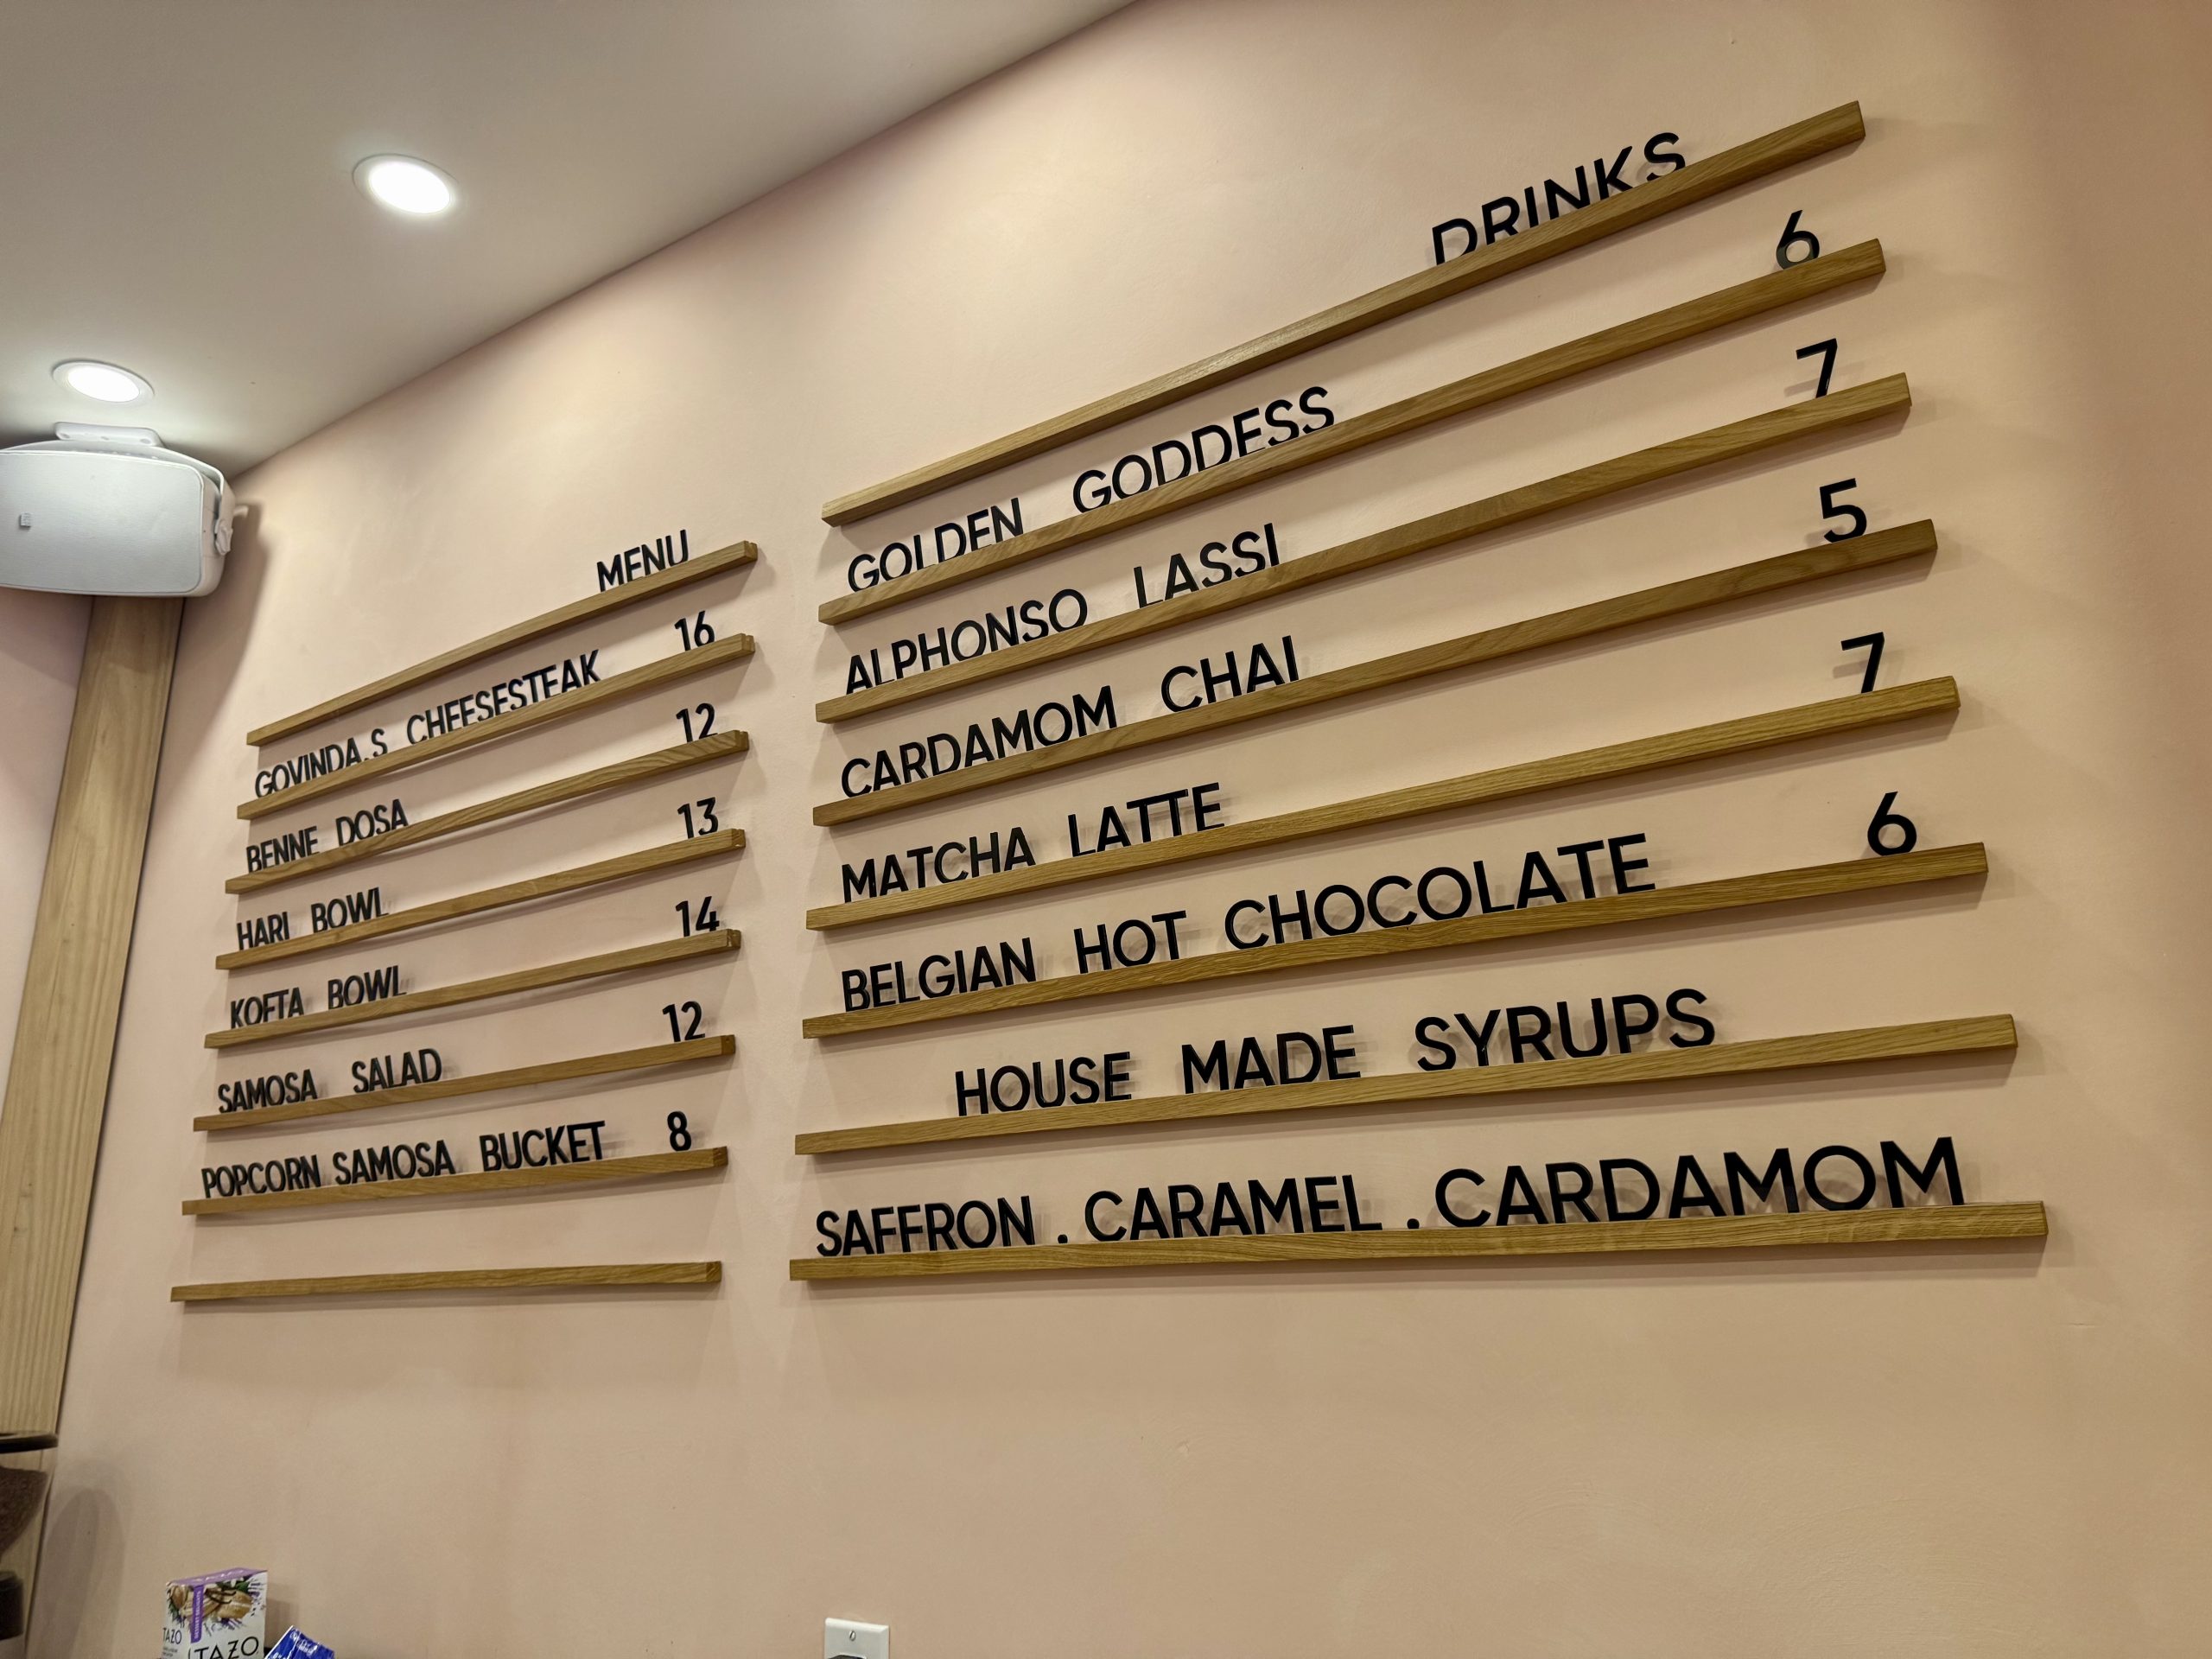 MENU
GOVINDA.S CHEESESTEAK 16
BENNE DOSA 12
HARI BOWL 13
KOFTA BOWL 14
SAMOSA SALAD 12
POPCORN SAMOSA BUCKET 8
DRINKS
GOLDEN GODDESS 6
ALPHONSO LASSI 7
CARDAMOM CHAI 5
MATCHA LATTE 7
BELGIAN HOT CHOCOLATE 6
HOUSE MADE SYRUPS
SAFFRON . CARAMEL . CARDAMOM
TAZO
TAZO